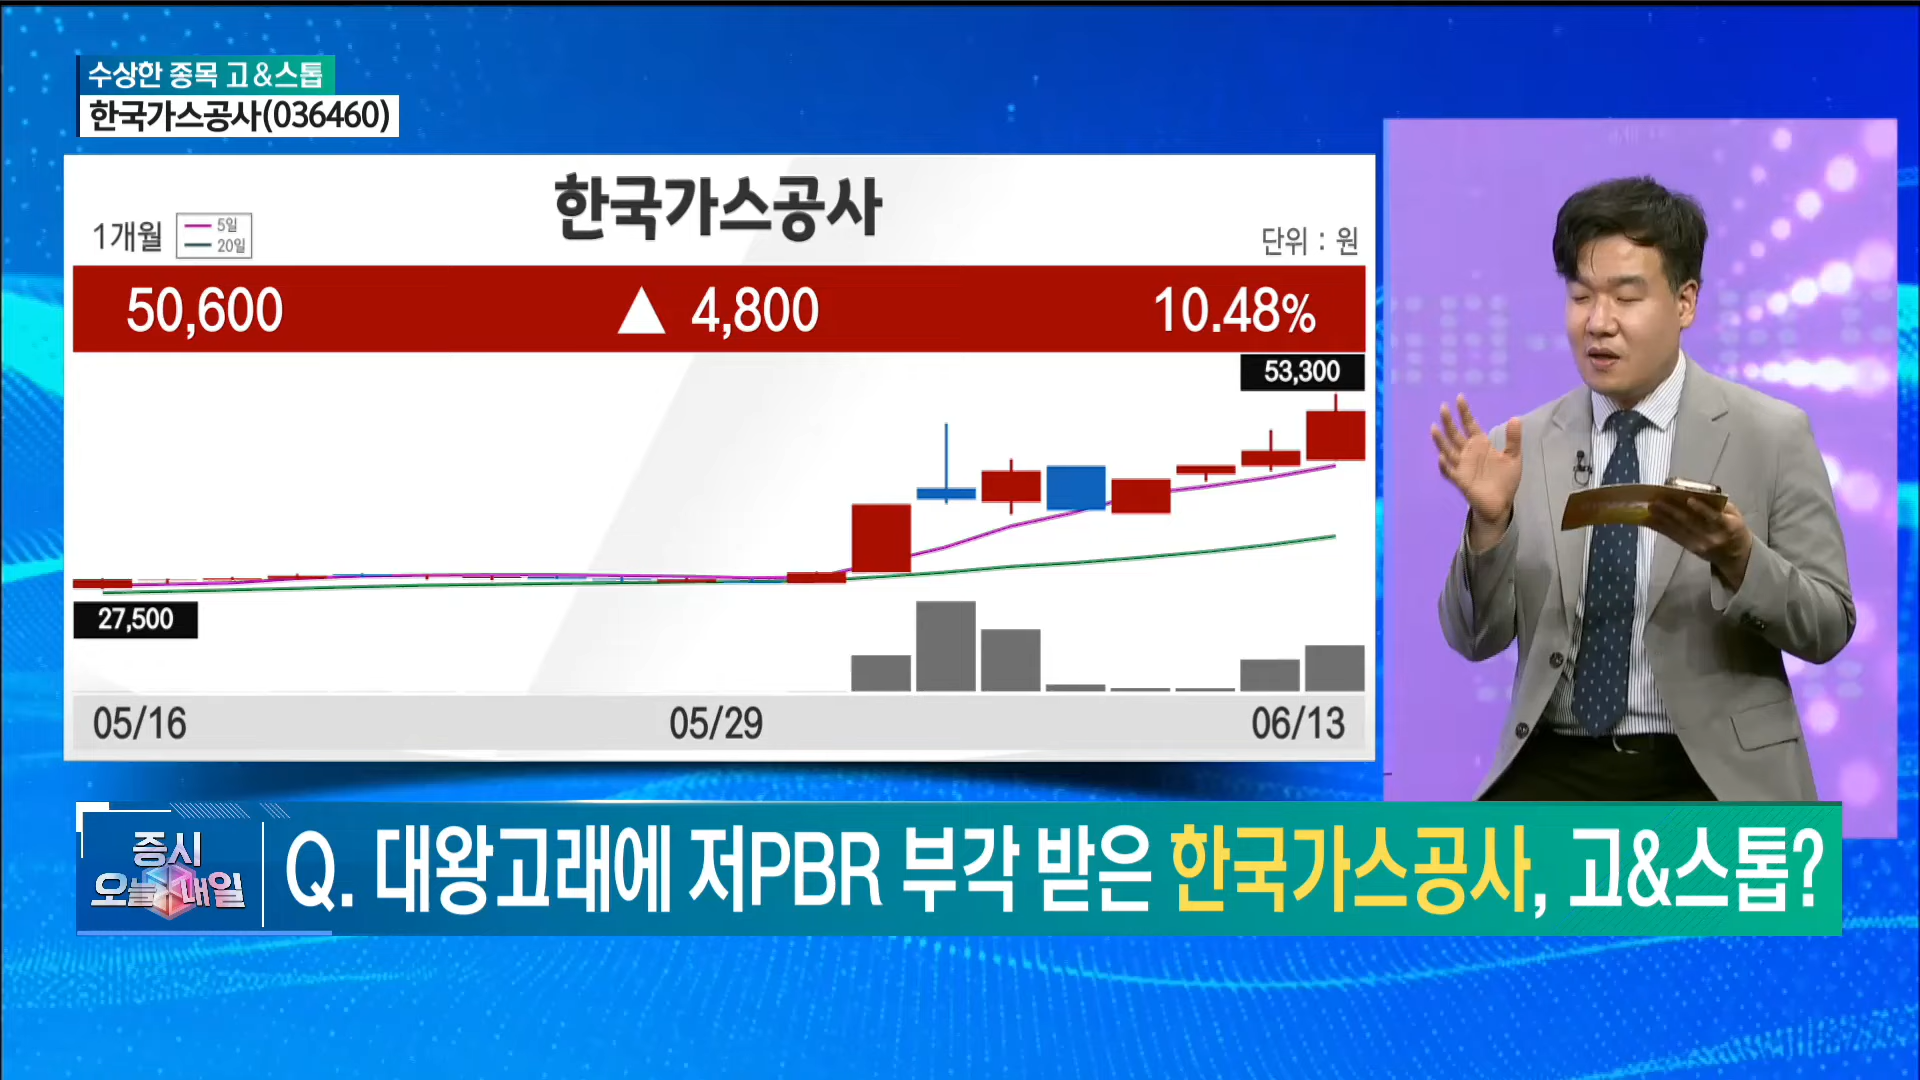 수상한 종목 고&스톱
한국가스공사(036460)
한국가스공사
1개월
5일
20일
단위 : 원
50,600 ▲ 4,800 10.48%
53,300
27,500
05/16 05/29 06/13
증시
오늘 매일
Q. 대왕고래에 저PBR 부각 받은 한국가스공사, 고&스톱?